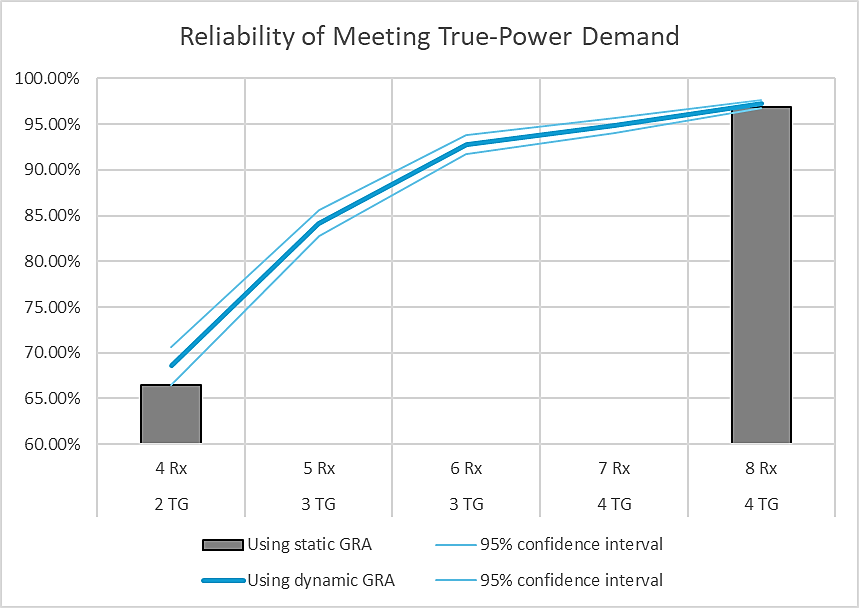 Reliability of Meeting True-Power Demand
100.00%
95.00%
90.00%
85.00%
80.00%
75.00%
70.00%
65.00%
60.00%
4 Rx 5 Rx 6 Rx 7 Rx 8 Rx
2 TG 3 TG 3 TG 4 TG 4 TG
Using static GRA 95% confidence interval
Using dynamic GRA 95% confidence interval